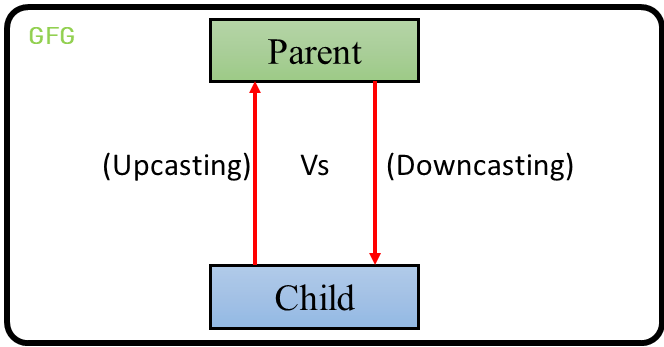 GFG
Parent
(Upcasting) Vs (Downcasting)
Child